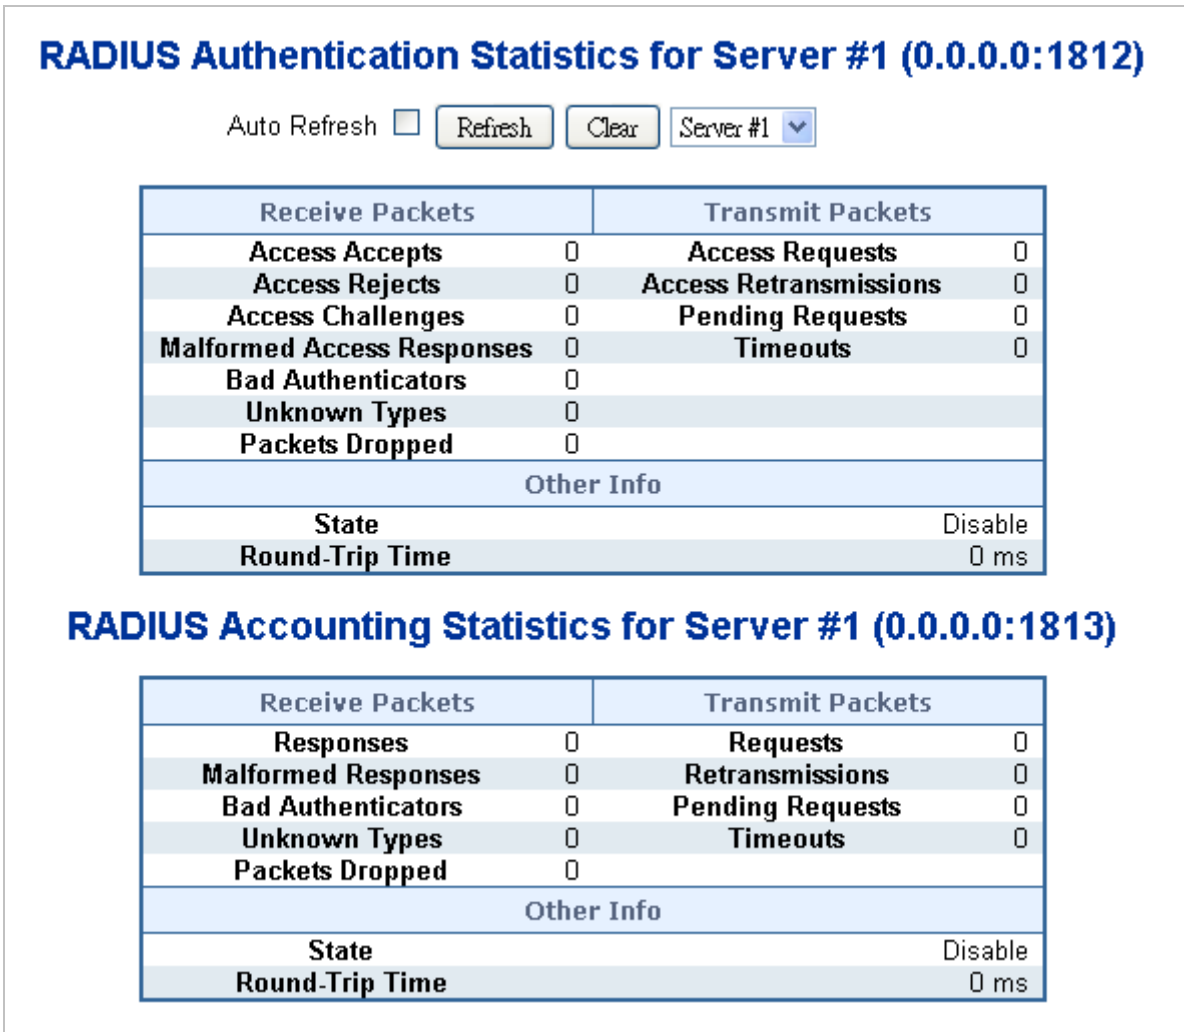 RADIUS Authentication Statistics for Server #1 (0.0.0.0:1812)
Auto Refresh Refresh Clear Server #1
Receive Packets Transmit Packets
Access Accepts 0 Access Requests 0
Access Rejects 0 Access Retransmissions 0
Access Challenges 0 Pending Requests 0
Malformed Access Responses 0 Timeouts 0
Bad Authenticators 0
Unknown Types 0
Packets Dropped 0
Other Info
State Disable
Round-Trip Time 0 ms
RADIUS Accounting Statistics for Server #1 (0.0.0.0:1813)
Receive Packets Transmit Packets
Responses 0 Requests 0
Malformed Responses 0 Retransmissions 0
Bad Authenticators 0 Pending Requests 0
Unknown Types 0 Timeouts 0
Packets Dropped 0
Other Info
State Disable
Round-Trip Time 0 ms